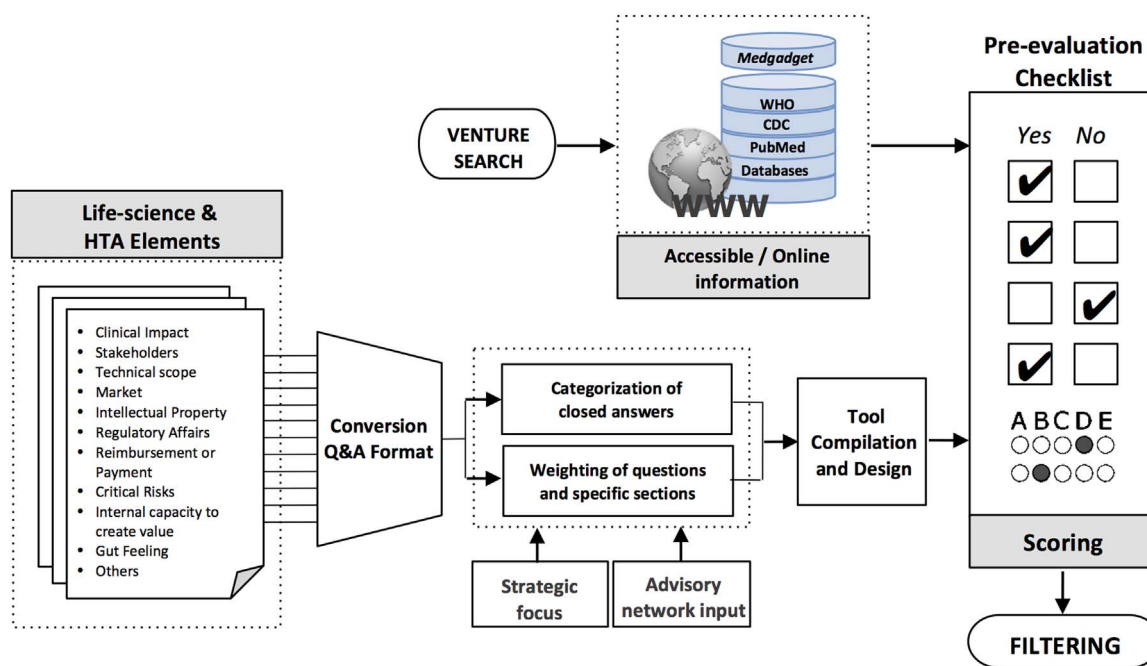 Medgadget
WHO
CDC
PubMed
Databases
WWW
VENTURE
SEARCH
Accessible / Online
information
Pre-evaluation
Checklist
Yes No
A B C D E
Scoring
FILTERING
Life-science &
HTA Elements
• Clinical Impact
• Stakeholders
• Technical scope
• Market
• Intellectual Property
• Regulatory Affairs
• Reimbursement or
Payment
• Critical Risks
• Internal capacity to
create value
• Gut Feeling
• Others
Conversion
Q&A Format
Categorization of
closed answers
Weighting of questions
and specific sections
Strategic
focus
Advisory
network input
Tool
Compilation
and Design